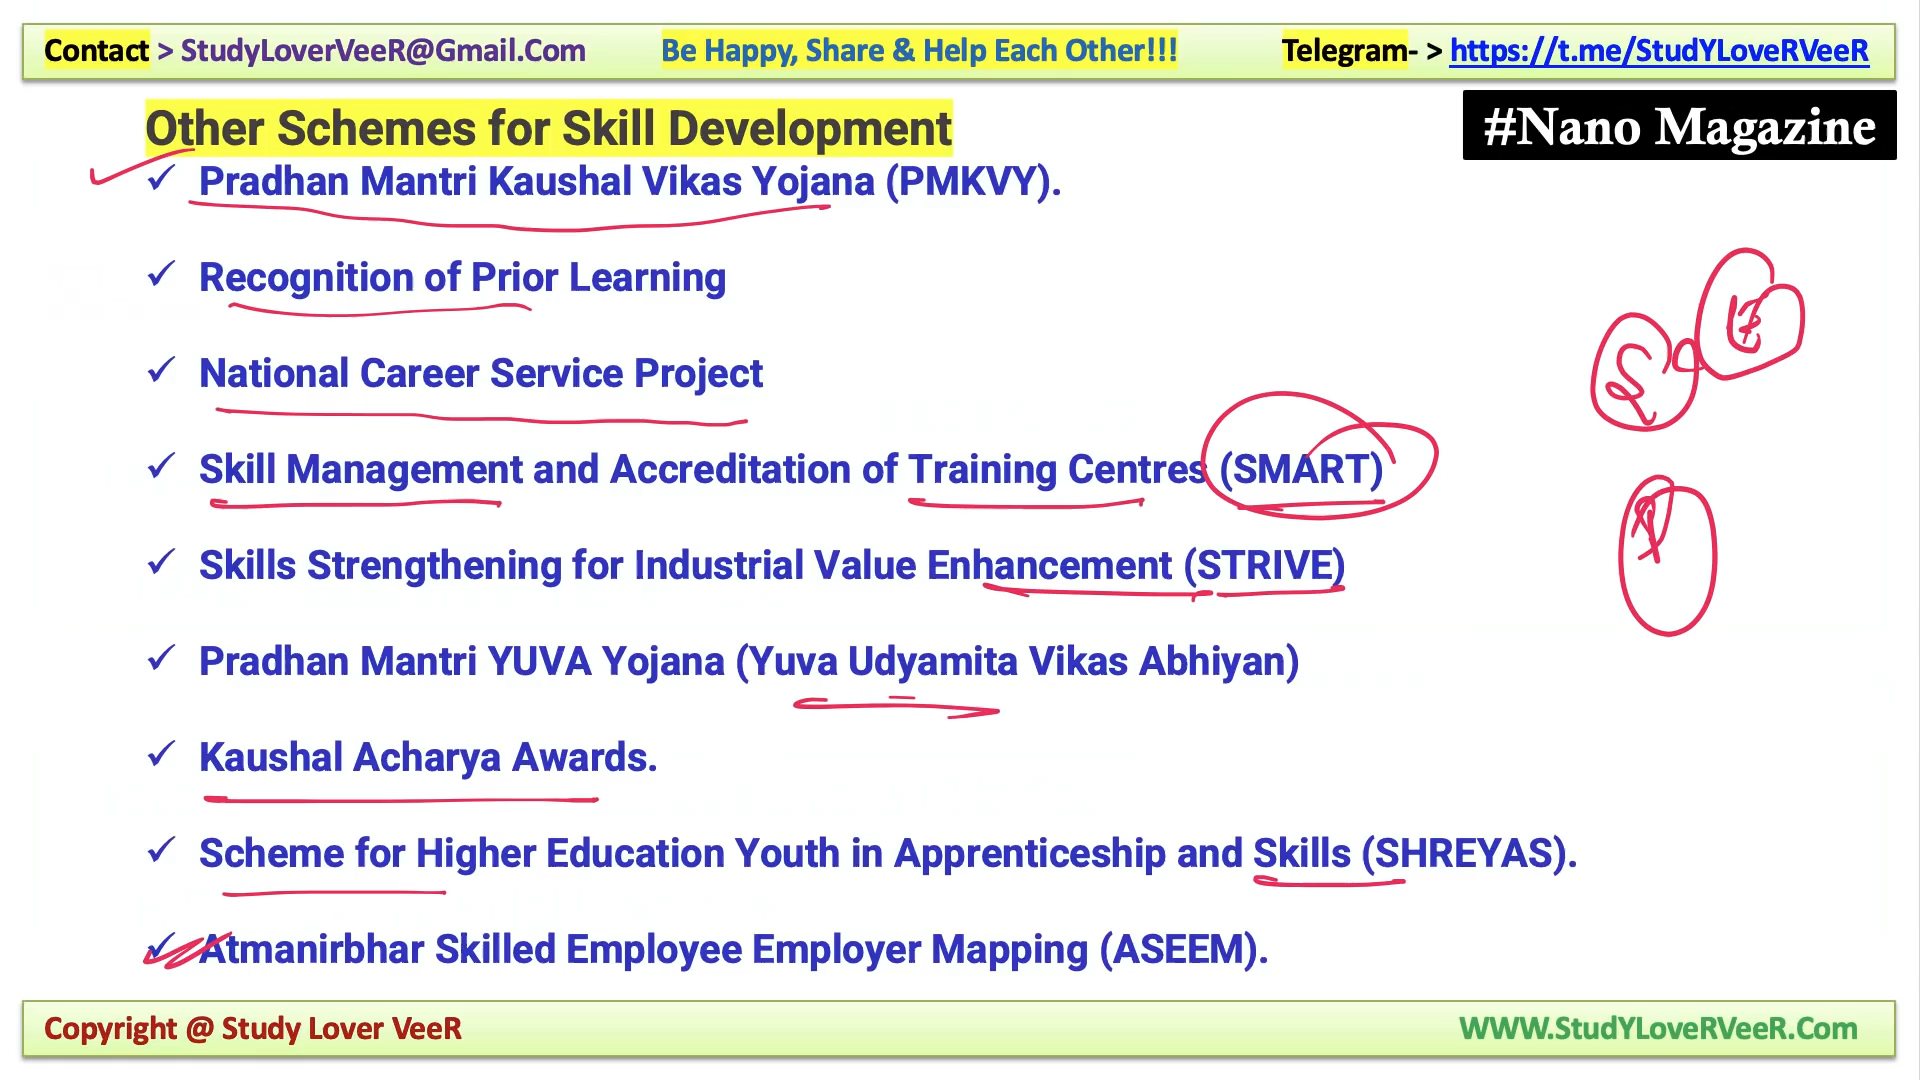 Contact > StudyLoverVeeR@Gmail.Com Be Happy, Share & Help Each Other!!! Telegram- > https://t.me/StudYLoveRVeeR
Other Schemes for Skill Development
#Nano Magazine
✓ Pradhan Mantri Kaushal Vikas Yojana (PMKVY).
✓ Recognition of Prior Learning
✓ National Career Service Project
✓ Skill Management and Accreditation of Training Centres (SMART)
✓ Skills Strengthening for Industrial Value Enhancement (STRIVE)
✓ Pradhan Mantri YUVA Yojana (Yuva Udyamita Vikas Abhiyan)
✓ Kaushal Acharya Awards.
✓ Scheme for Higher Education Youth in Apprenticeship and Skills (SHREYAS).
✓ Atmanirbhar Skilled Employee Employer Mapping (ASEEM).
Copyright @ Study Lover VeeR WWW.StudYLoveRVeeR.Com